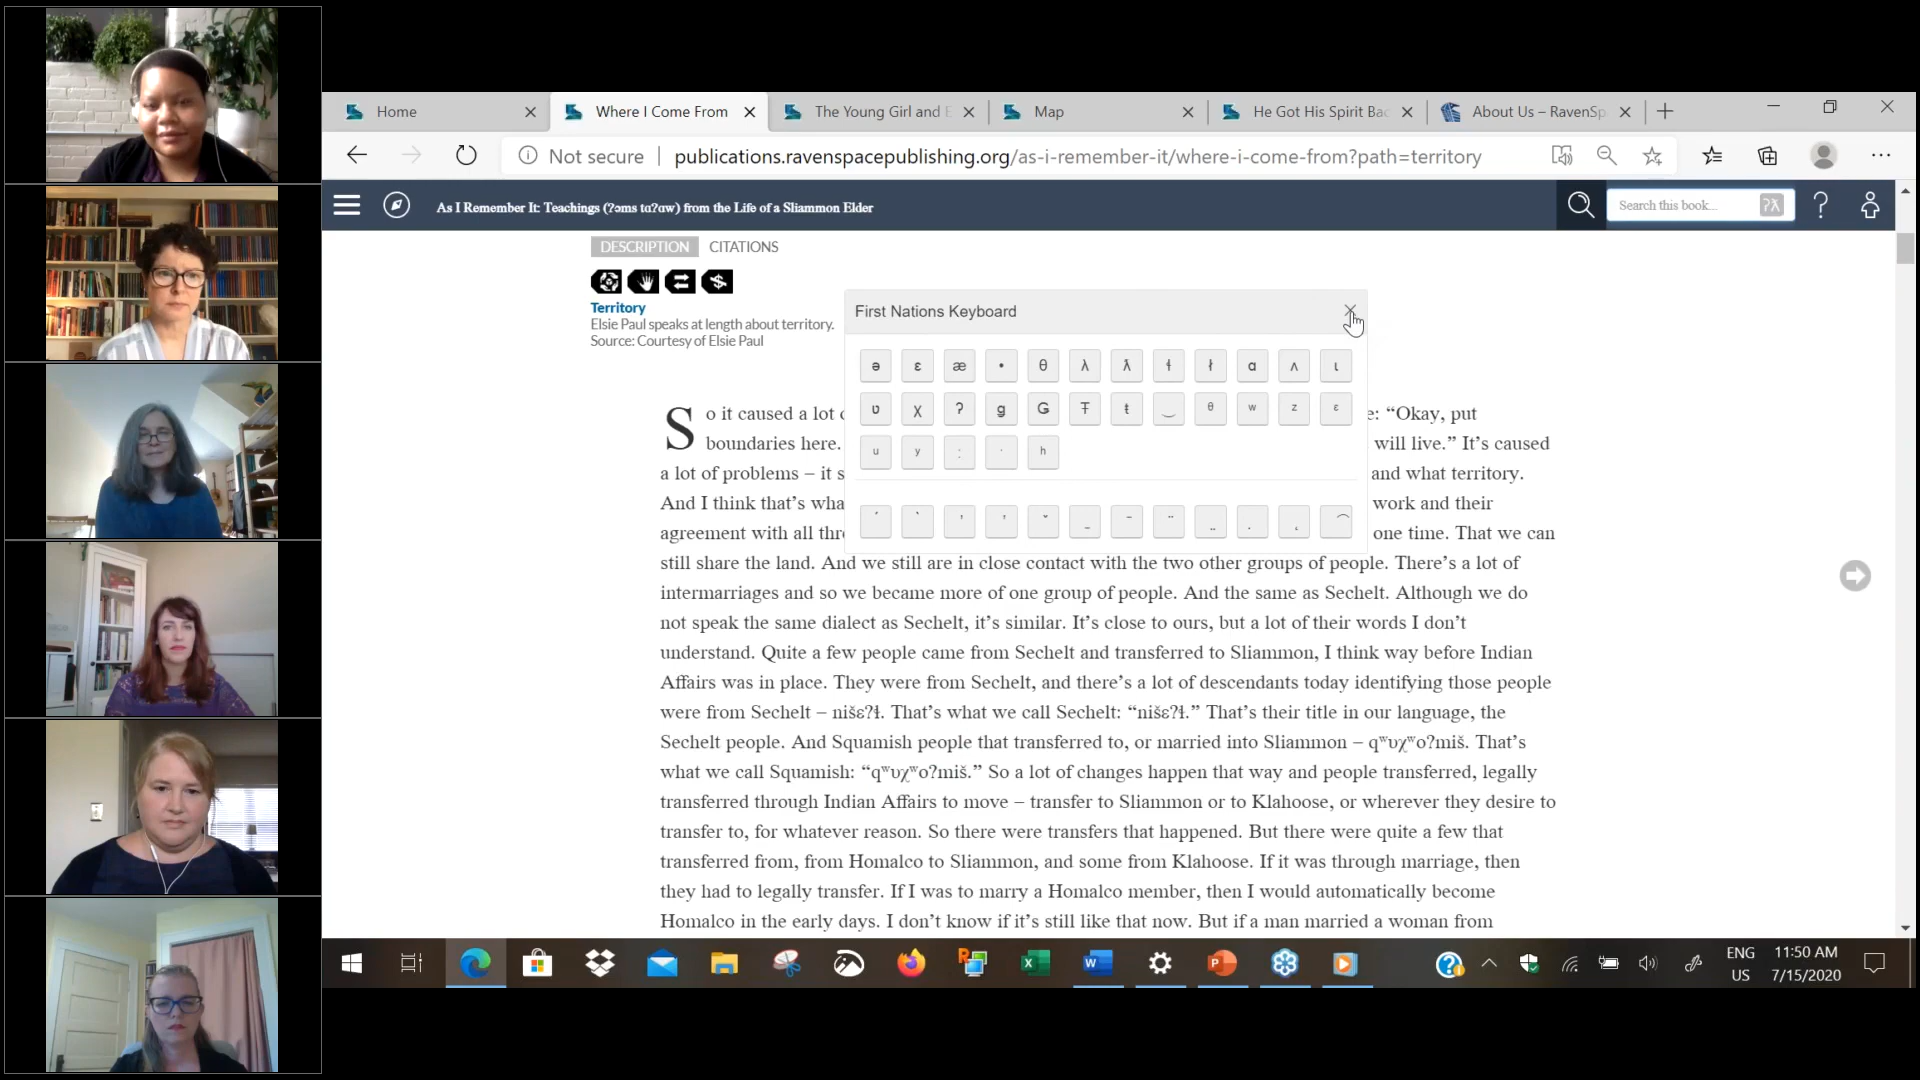 Home
Where I Come From
The Young Girl and E
Map
He Got His Spirit Bac
About Us – RavenSp
Not secure
publications.ravenspacepublishing.org/as-i-remember-it/where-i-come-from?path=territory
As I Remember It: Teachings (ʔəms tɑʔɑw) from the Life of a Sliammon Elder
Search this book...
ʔƛ
DESCRIPTION CITATIONS
Territory
Elsie Paul speaks at length about territory.
Source: Courtesy of Elsie Paul
First Nations Keyboard
ə ɛ æ • θ λ ƛ ɬ ł ɑ ʌ ɩ
ʋ χ ʔ g G Ŧ ŧ ‿ ᶿ ʷ ᶻ ᵋ
ᵘ ʸ : · ʰ
So it caused a lot o
e: “Okay, put
boundaries here.
will live.” It’s caused
a lot of problems – it s
and what territory.
And I think that’s wha
work and their
agreement with all thro
one time. That we can
still share the land. And we still are in close contact with the two other groups of people. There’s a lot of
intermarriages and so we became more of one group of people. And the same as Sechelt. Although we do
not speak the same dialect as Sechelt, it’s similar. It’s close to ours, but a lot of their words I don’t
understand. Quite a few people came from Sechelt and transferred to Sliammon, I think way before Indian
Affairs was in place. They were from Sechelt, and there’s a lot of descendants today identifying those people
were from Sechelt – nišɛʔɬ. That’s what we call Sechelt: “nišɛʔɬ.” That’s their title in our language, the
Sechelt people. And Squamish people that transferred to, or married into Sliammon – qʷʋχʷoʔmiš. That’s
what we call Squamish: “qʷʋχʷoʔmiš.” So a lot of changes happen that way and people transferred, legally
transferred through Indian Affairs to move – transfer to Sliammon or to Klahoose, or wherever they desire to
transfer to, for whatever reason. So there were transfers that happened. But there were quite a few that
transferred from, from Homalco to Sliammon, and some from Klahoose. If it was through marriage, then
they had to legally transfer. If I was to marry a Homalco member, then I would automatically become
Homalco in the early days. I don’t know if it’s still like that now. But if a man married a woman from
ENG
US
11:50 AM
7/15/2020